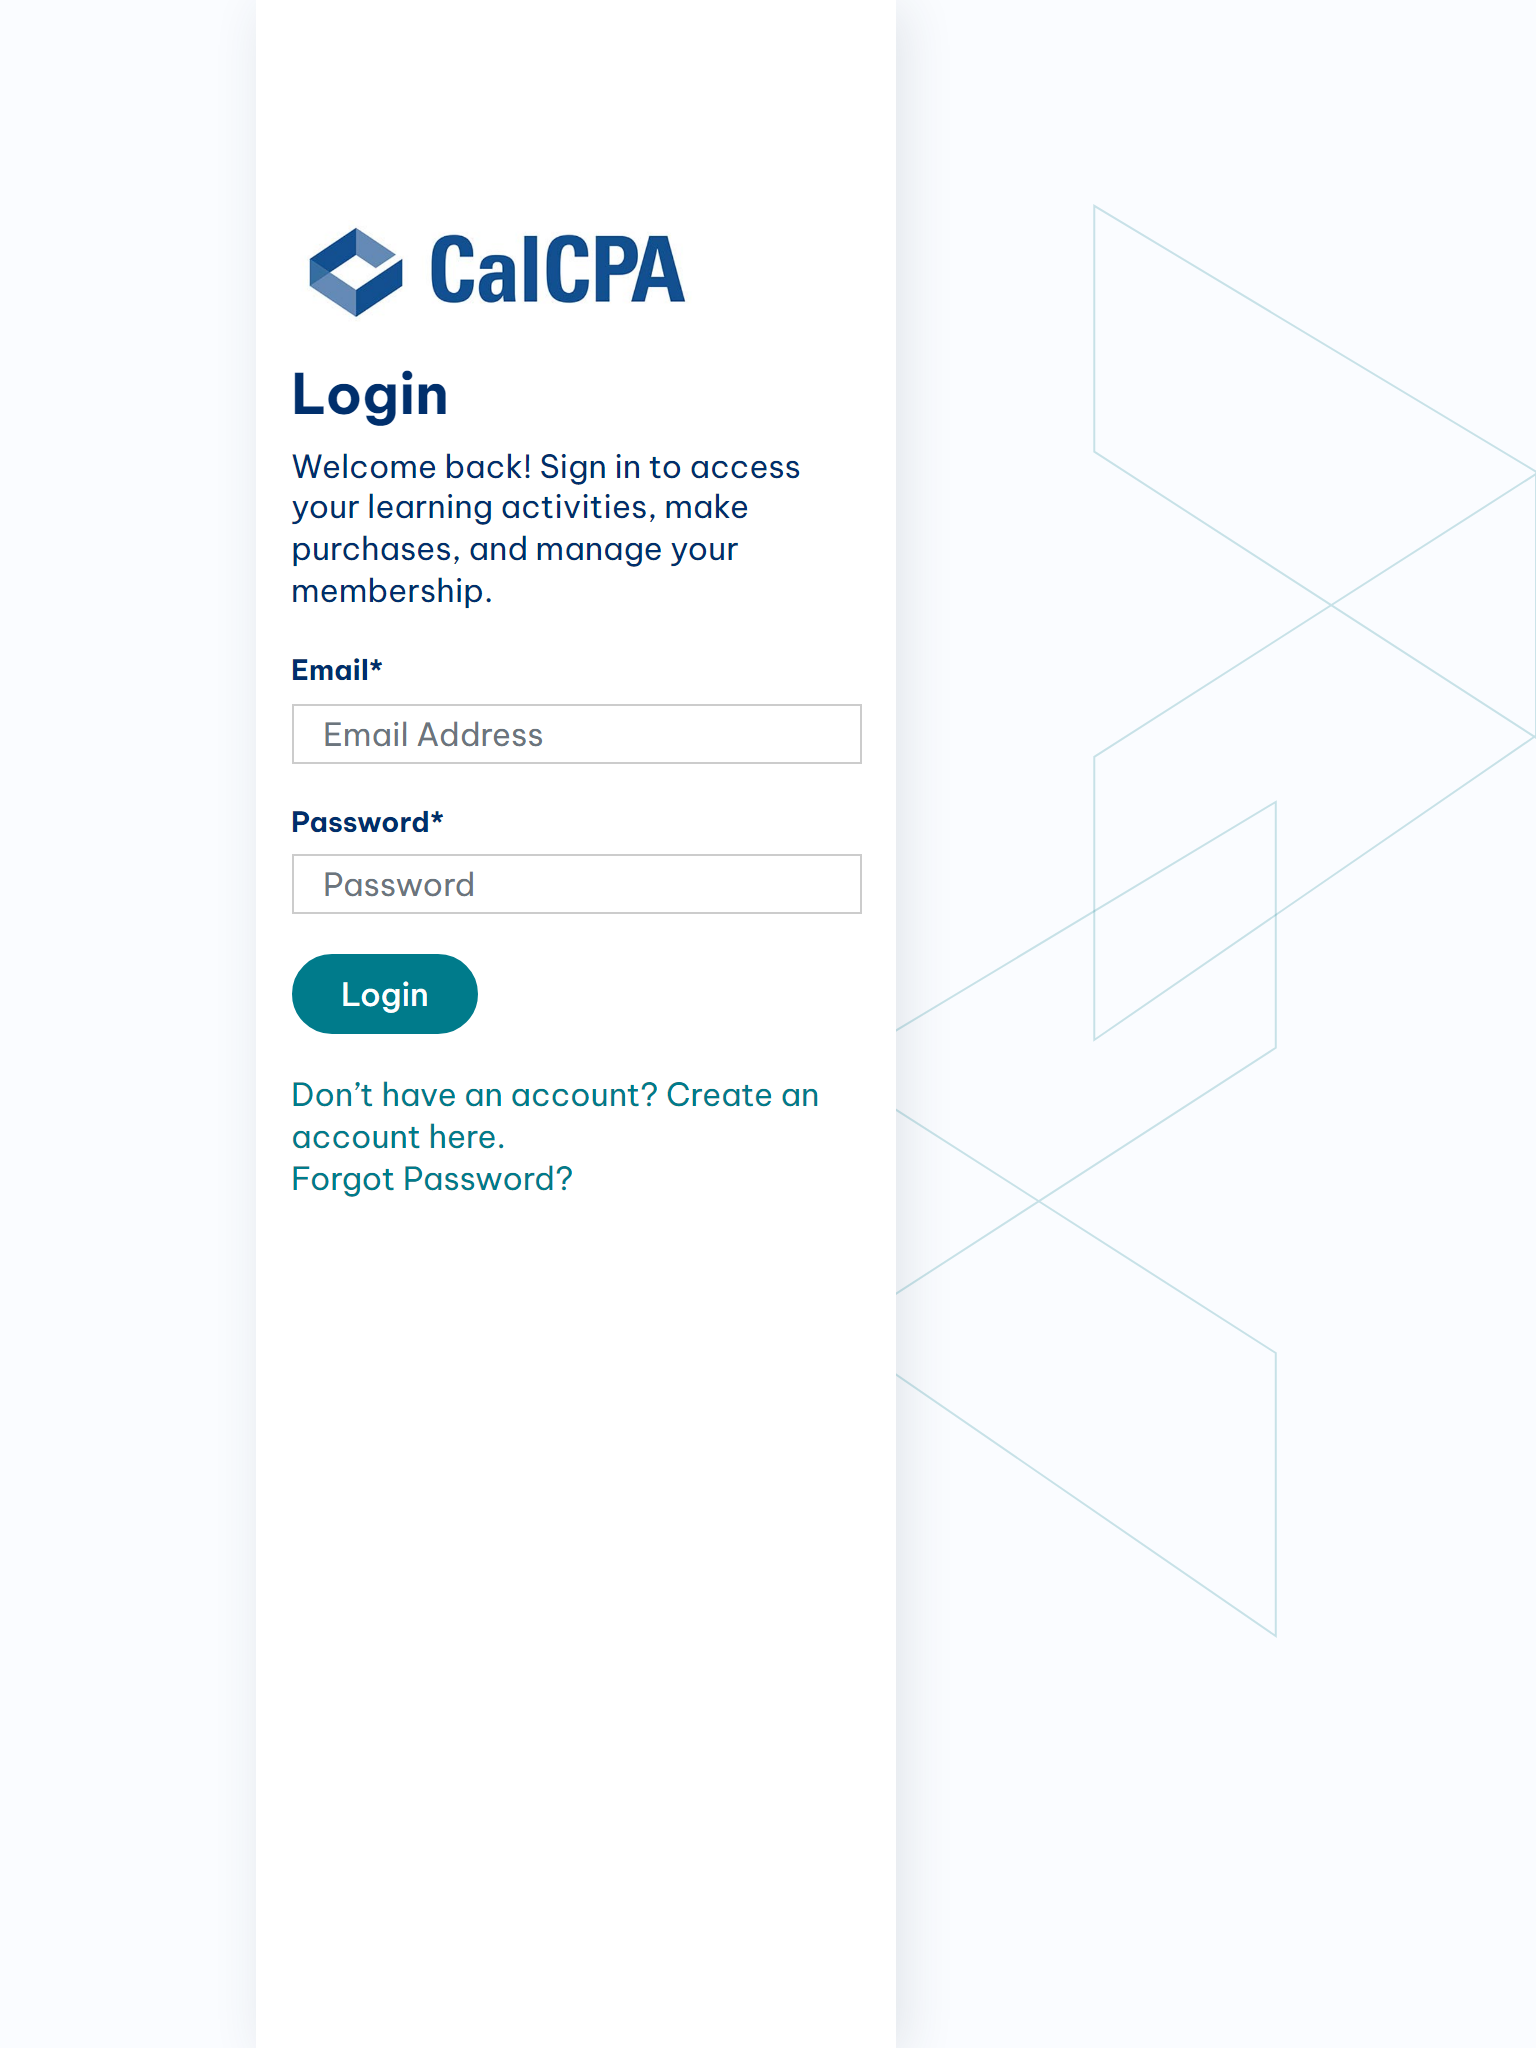 CalCPA
Login
Welcome back! Sign in to access
your learning activities, make
purchases, and manage your
membership.
Email*
Email Address
Password*
Password
Login
Don’t have an account? Create an
account here.
Forgot Password?